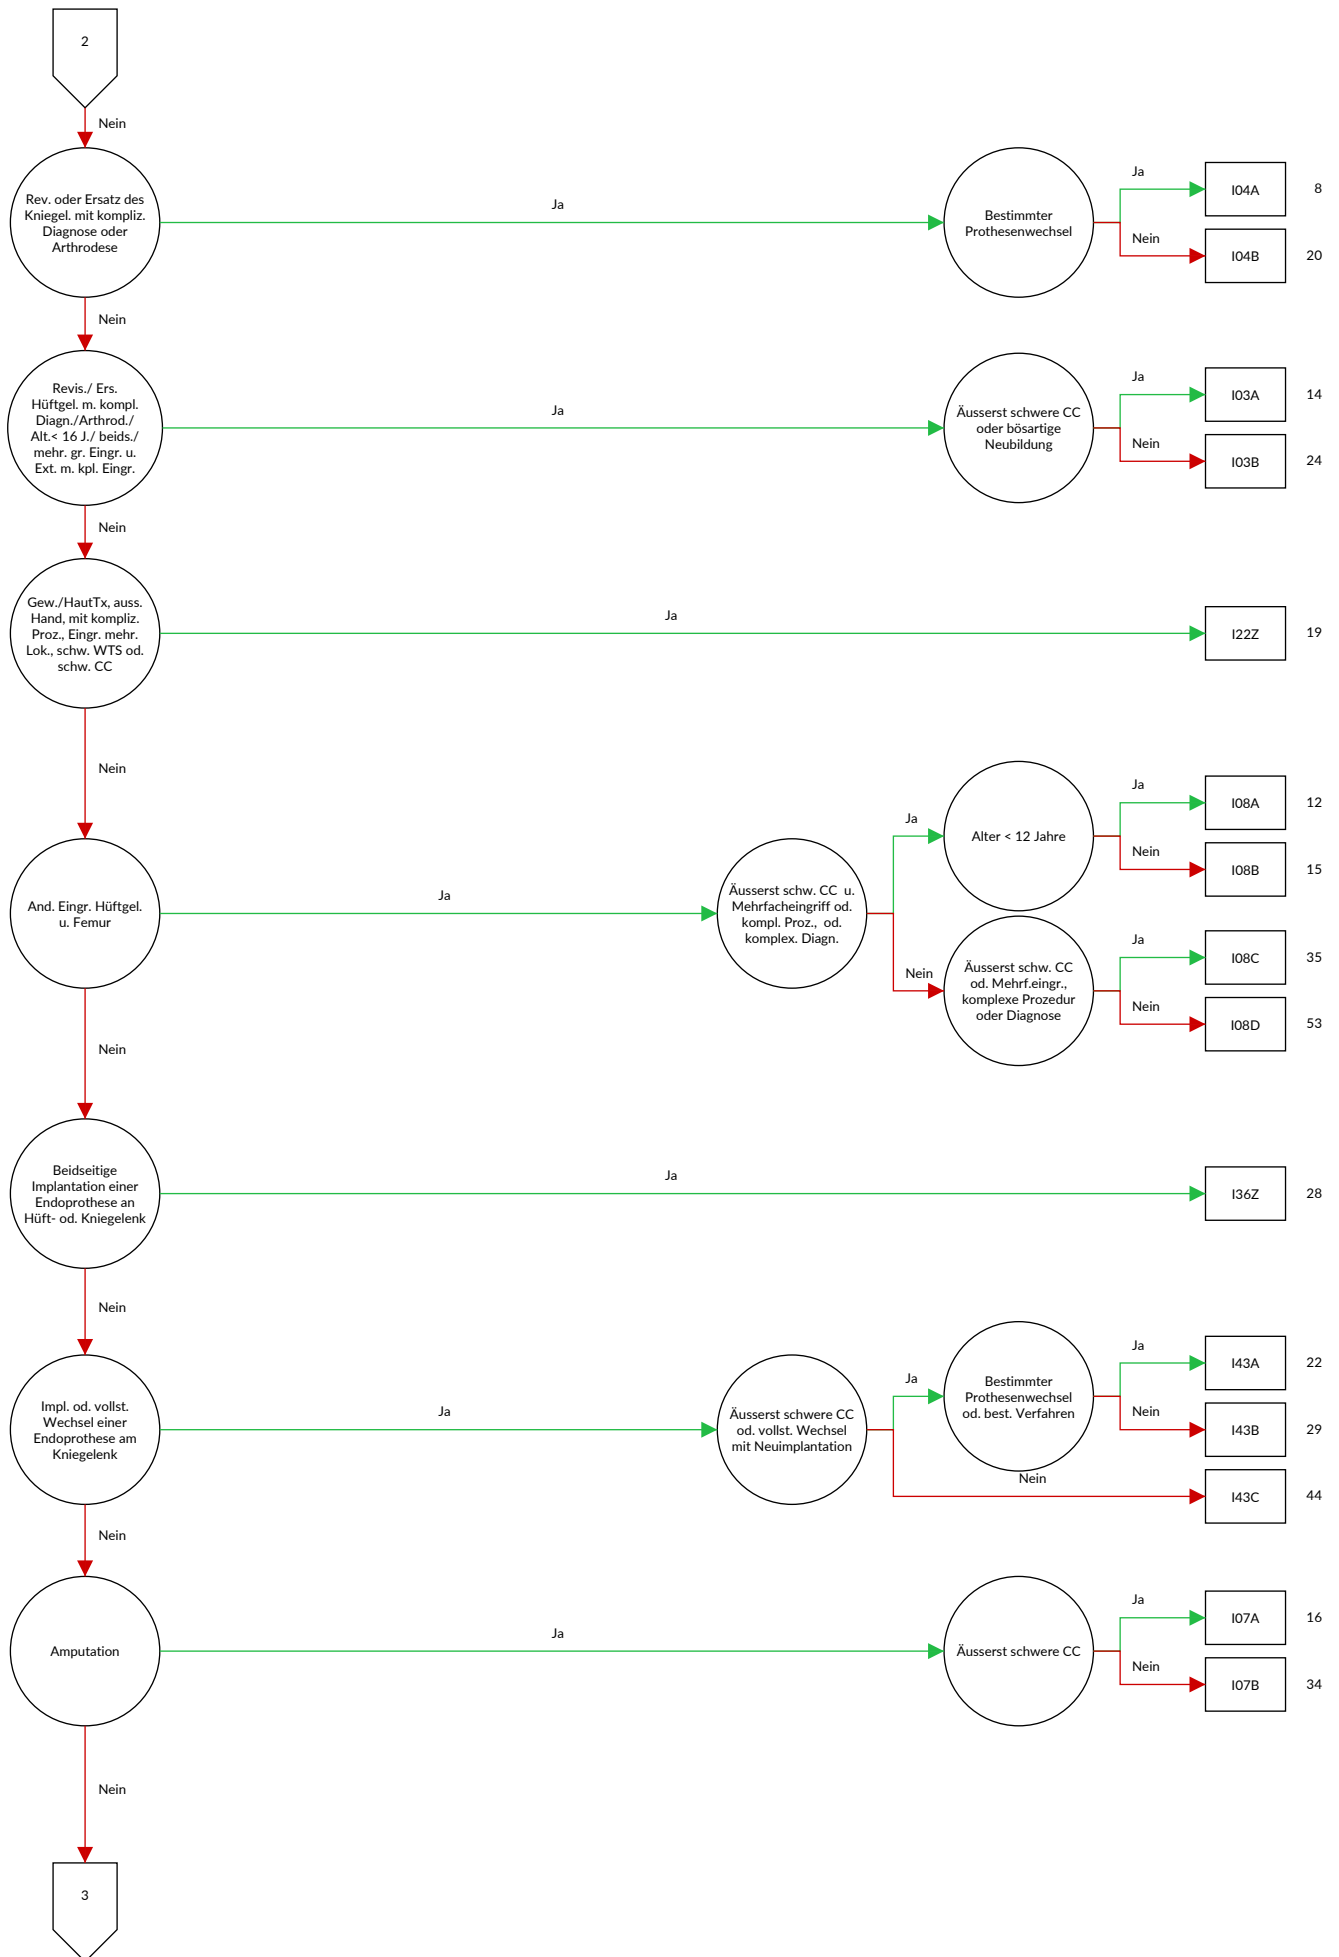 2
Nein
Rev. oder Ersatz des
Kniegel. mit kompliz.
Diagnose oder
Arthrodese
Ja
Bestimmter
Prothesenwechsel
Ja
I04A
8
Nein
I04B
20
Nein
Revis./ Ers.
Hüftgel. m. kompl.
Diagn./Arthrod./
Alt.< 16 J./ beids./
mehr. gr. Eingr. u.
Ext. m. kpl. Eingr.
Ja
Äusserst schwere CC
oder bösartige
Neubildung
Ja
I03A
14
Nein
I03B
24
Nein
Gew./HautTx, auss.
Hand, mit kompliz.
Proz., Eingr. mehr.
Lok., schw. WTS od.
schw. CC
Ja
I22Z
19
Nein
And. Eingr. Hüftgel.
u. Femur
Ja
Äusserst schw. CC  u.
Mehrfacheingriff od.
kompl. Proz.,  od.
komplex. Diagn.
Ja
Alter < 12 Jahre
Ja
I08A
12
Nein
I08B
15
Nein
Äusserst schw. CC
od. Mehrf.eingr.,
komplexe Prozedur
oder Diagnose
Ja
I08C
35
Nein
I08D
53
Nein
Beidseitige
Implantation einer
Endoprothese an
Hüft- od. Kniegelenk
Ja
I36Z
28
Nein
Impl. od. vollst.
Wechsel einer
Endoprothese am
Kniegelenk
Ja
Äusserst schwere CC
od. vollst. Wechsel
mit Neuimplantation
Ja
Bestimmter
Prothesenwechsel
od. best. Verfahren
Ja
I43A
22
Nein
I43B
29
Nein
I43C
44
Nein
Amputation
Ja
Äusserst schwere CC
Ja
I07A
16
Nein
I07B
34
Nein
3